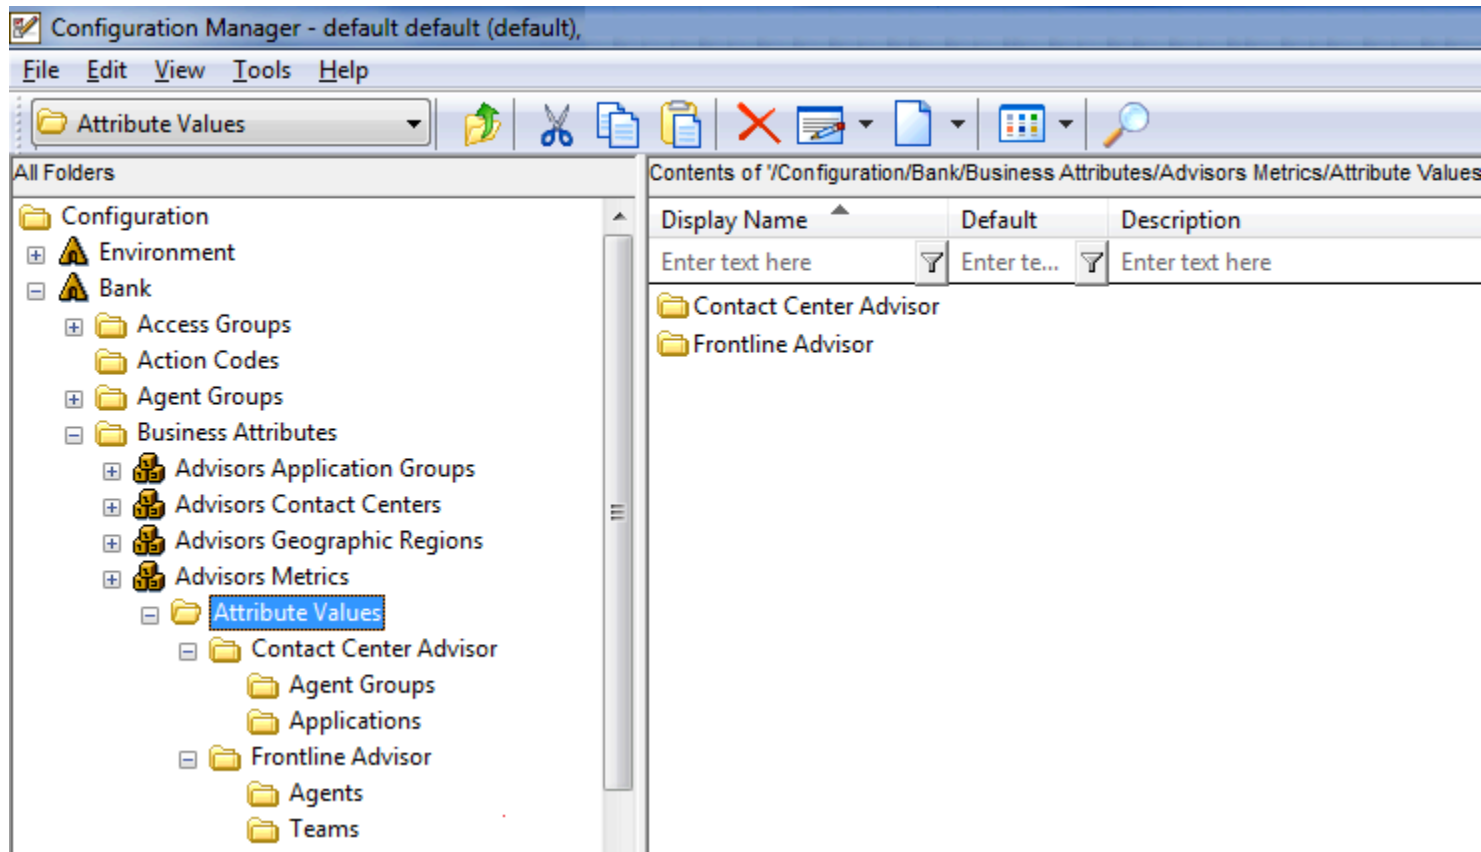 Configuration Manager - default default (default),
File Edit View Tools Help
Attribute Values
All Folders
Contents of '/Configuration/Bank/Business Attributes/Advisors Metrics/Attribute Values
Display Name Default Description
Enter text here Enter te... Enter text here
Configuration
Environment
Bank
Access Groups
Action Codes
Agent Groups
Business Attributes
Advisors Application Groups
Advisors Contact Centers
Advisors Geographic Regions
Advisors Metrics
Attribute Values
Contact Center Advisor
Agent Groups
Applications
Frontline Advisor
Agents
Teams
Contact Center Advisor
Frontline Advisor